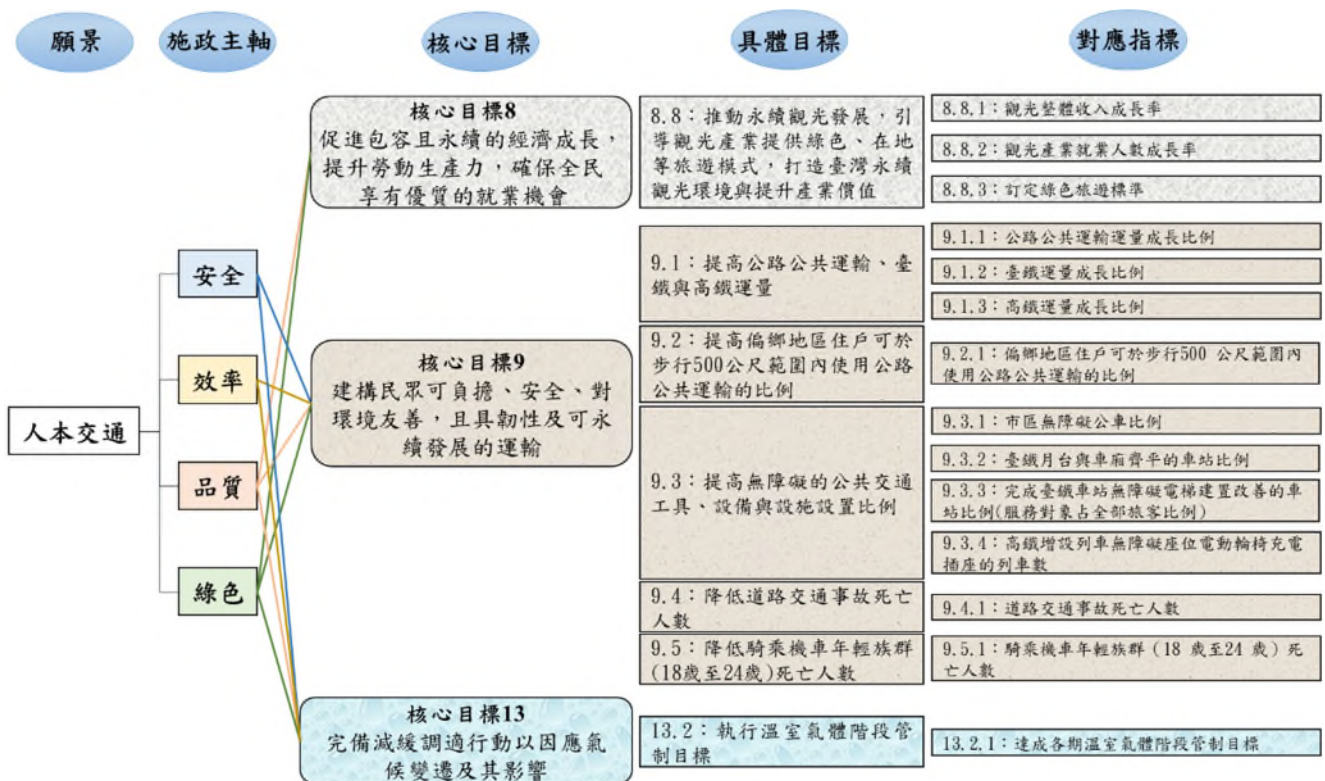 願景
施政主軸
核心目標
具體目標
對應指標
人本交通
安全
效率
品質
綠色
核心目標8
促進包容且永續的經濟成長，
提升勞動生產力，確保全民
享有優質的就業機會
8.8：推動永續觀光發展，引
導觀光產業提供綠色、在地
等旅遊模式，打造臺灣永續
觀光環境與提升產業價值
8.8.1：觀光整體收入成長率
8.8.2：觀光產業就業人數成長率
8.8.3：訂定綠色旅遊標準
核心目標9
建構民眾可負擔、安全、對
環境友善，且具韌性及可永
續發展的運輸
9.1：提高公路公共運輸、臺
鐵與高鐵運量
9.1.1：公路公共運輸運量成長比例
9.1.2：臺鐵運量成長比例
9.1.3：高鐵運量成長比例
9.2：提高偏鄉地區住戶可於
步行500公尺範圍內使用公路
公共運輸的比例
9.2.1：偏鄉地區住戶可於步行500 公尺範圍內
使用公路公共運輸的比例
9.3：提高無障礙的公共交通
工具、設備與設施設置比例
9.3.1：市區無障礙公車比例
9.3.2：臺鐵月台與車廂齊平的車站比例
9.3.3：完成臺鐵車站無障礙電梯建置改善的車
站比例(服務對象占全部旅客比例)
9.3.4：高鐵增設列車無障礙座位電動輪椅充電
插座的列車數
9.4：降低道路交通事故死亡
人數
9.4.1：道路交通事故死亡人數
9.5：降低騎乘機車年輕族群
(18歲至24歲)死亡人數
9.5.1：騎乘機車年輕族群（18 歲至24 歲）死
亡人數
核心目標13
完備減緩調適行動以因應氣
候變遷及其影響
13.2：執行溫室氣體階段管
制目標
13.2.1：達成各期溫室氣體階段管制目標